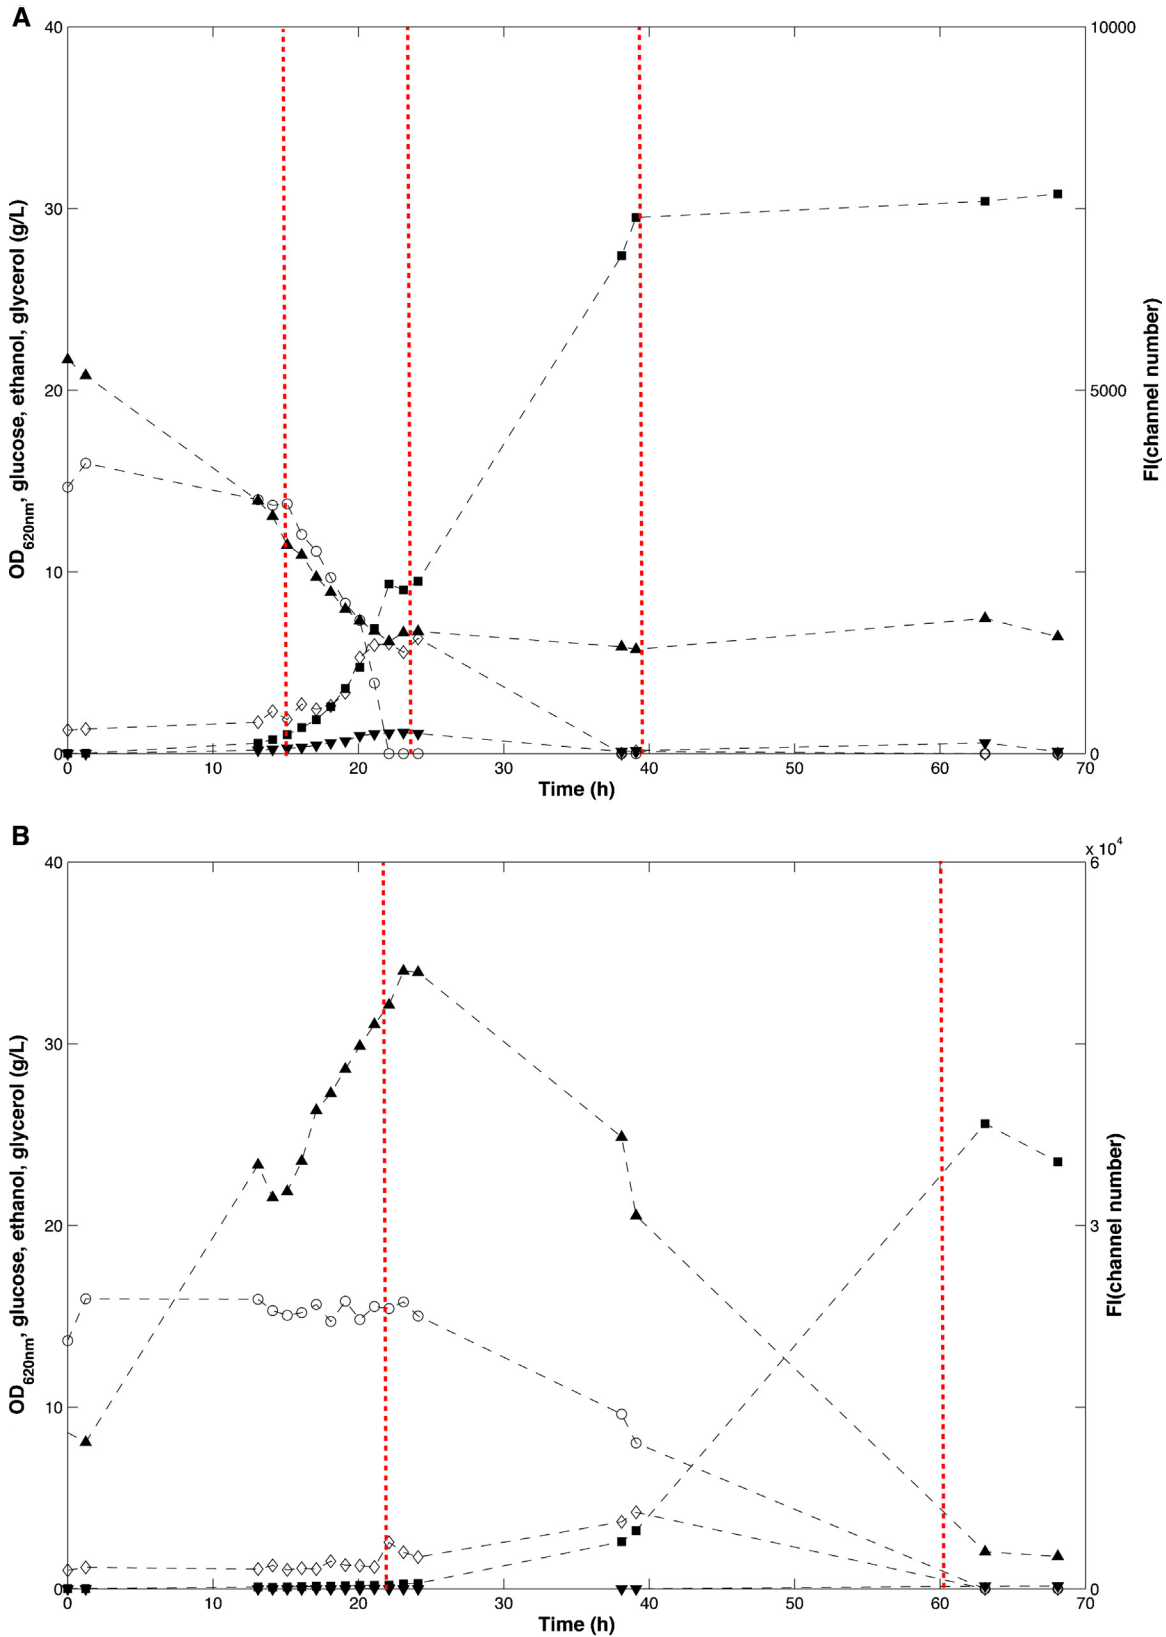 A
40
30
20
10
0
10000
5000
0
0 10 20 30 40 50 60 70
Time (h)
OD620nm, glucose, ethanol, glycerol (g/L)
FI(channel number)
B
x 10^4
40
30
20
10
0
6
3
0
0 10 20 30 40 50 60 70
Time (h)
OD620nm, glucose, ethanol, glycerol (g/L)
FI(channel number)